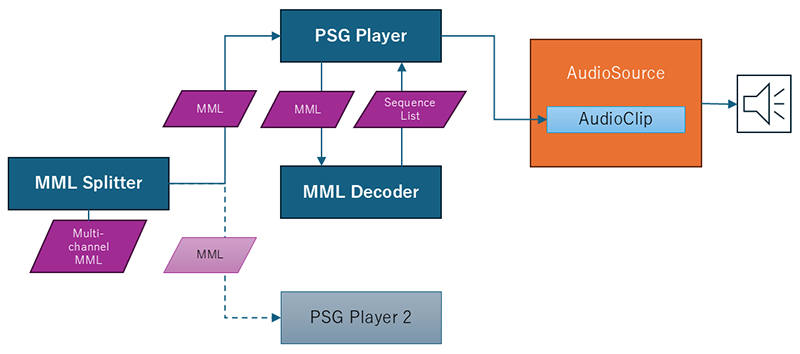 PSG Player
AudioSource
AudioClip
MML
MML
Sequence
List
MML Splitter
MML Decoder
Multi-
channel
MML
MML
PSG Player 2